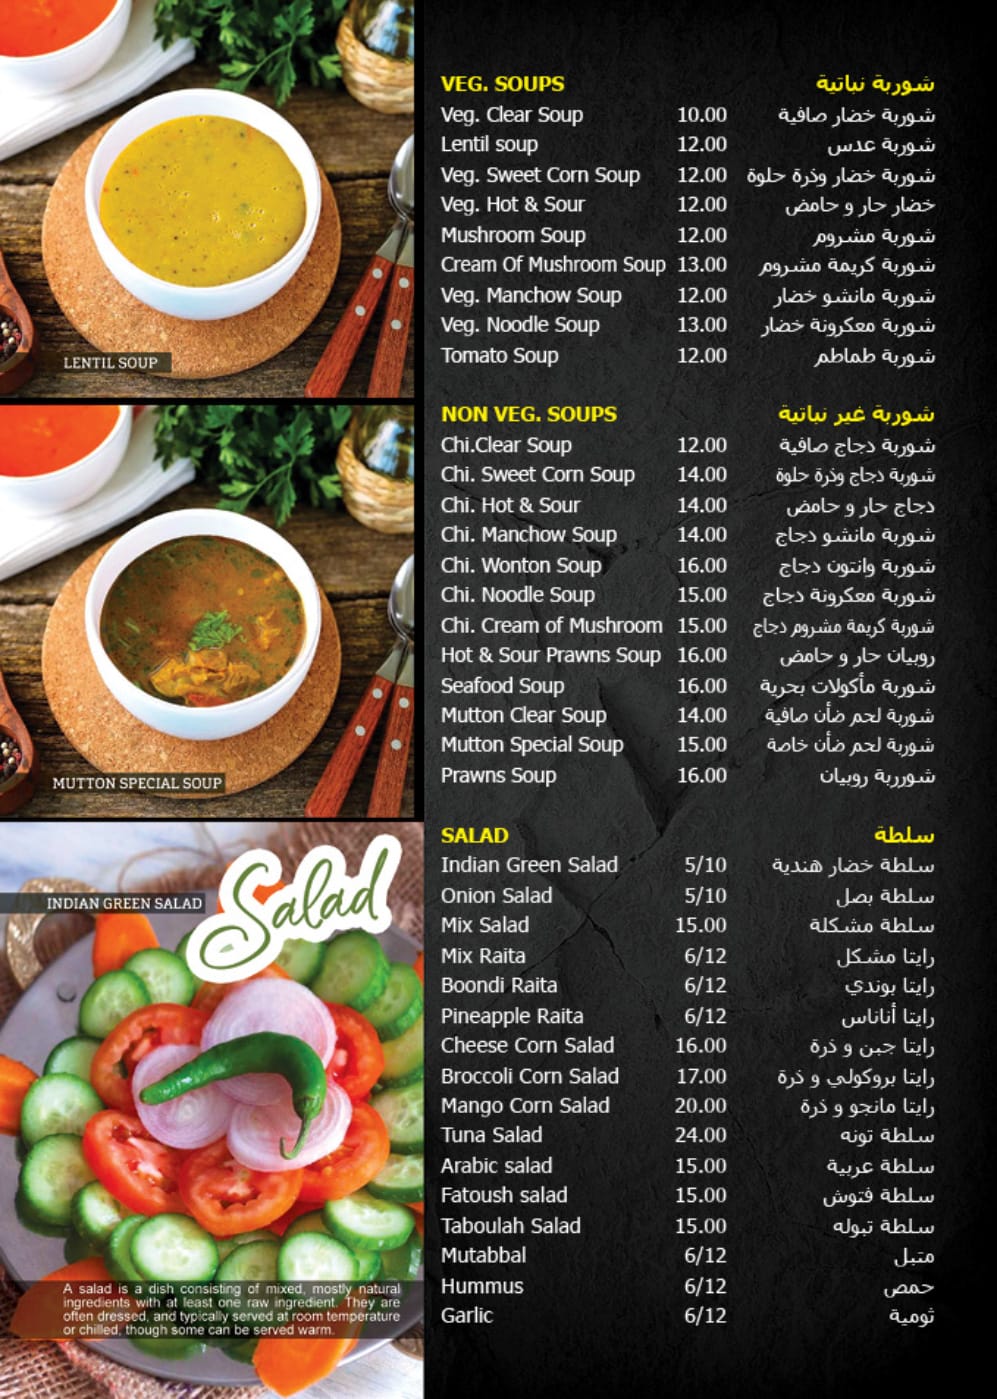 LENTIL SOUP
MUTTON SPECIAL SOUP
INDIAN GREEN SALAD
Salad
A salad is a dish consisting of mixed, mostly natural
ingredients with at least one raw ingredient. They are
often dressed, and typically served at room temperature
or chilled, though some can be served warm.
VEG. SOUPS شوربة نباتية
Veg. Clear Soup 10.00 شوربة خضار صافية
Lentil soup 12.00 شوربة عدس
Veg. Sweet Corn Soup 12.00 شوربة خضار وذرة حلوة
Veg. Hot & Sour 12.00 خضار حار و حامض
Mushroom Soup 12.00 شوربة مشروم
Cream Of Mushroom Soup 13.00 شوربة كريمة مشروم
Veg. Manchow Soup 12.00 شوربة مانشو خضار
Veg. Noodle Soup 13.00 شوربة معكرونة خضار
Tomato Soup 12.00 شوربة طماطم
NON VEG. SOUPS شوربة غير نباتية
Chi.Clear Soup 12.00 شوربة دجاج صافية
Chi. Sweet Corn Soup 14.00 شوربة دجاج وذرة حلوة
Chi. Hot & Sour 14.00 دجاج حار و حامض
Chi. Manchow Soup 14.00 شوربة مانشو دجاج
Chi. Wonton Soup 16.00 شوربة وانتون دجاج
Chi. Noodle Soup 15.00 شوربة معكرونة دجاج
Chi. Cream of Mushroom 15.00 شوربة كريمة مشروم دجاج
Hot & Sour Prawns Soup 16.00 روبيان حار و حامض
Seafood Soup 16.00 شوربة مأكولات بحرية
Mutton Clear Soup 14.00 شوربة لحم ضأن صافية
Mutton Special Soup 15.00 شوربة لحم ضأن خاصة
Prawns Soup 16.00 شورربة روبيان
SALAD سلطة
Indian Green Salad 5/10 سلطة خضار هندية
Onion Salad 5/10 سلطة بصل
Mix Salad 15.00 سلطة مشكلة
Mix Raita 6/12 رايتا مشكل
Boondi Raita 6/12 رايتا بوندي
Pineapple Raita 6/12 رايتا أناناس
Cheese Corn Salad 16.00 رايتا جبن و ذرة
Broccoli Corn Salad 17.00 رايتا بروكولي و ذرة
Mango Corn Salad 20.00 رايتا مانجو و ذرة
Tuna Salad 24.00 سلطة تونه
Arabic salad 15.00 سلطة عربية
Fatoush salad 15.00 سلطة فتوش
Taboulah Salad 15.00 سلطة تبوله
Mutabbal 6/12 متبل
Hummus 6/12 حمص
Garlic 6/12 ثومية